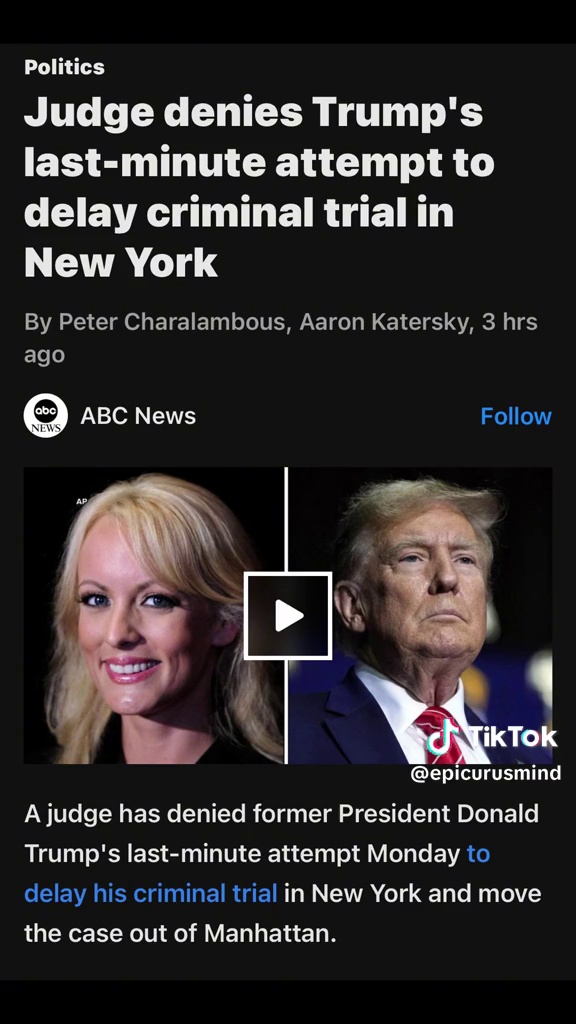 Politics
Judge denies Trump's
last-minute attempt to
delay criminal trial in
New York
By Peter Charalambous, Aaron Katersky, 3 hrs
ago
abc
NEWS
ABC News
Follow
AP
TikTok
@epicurusmind
A judge has denied former President Donald
Trump's last-minute attempt Monday to
delay his criminal trial in New York and move
the case out of Manhattan.